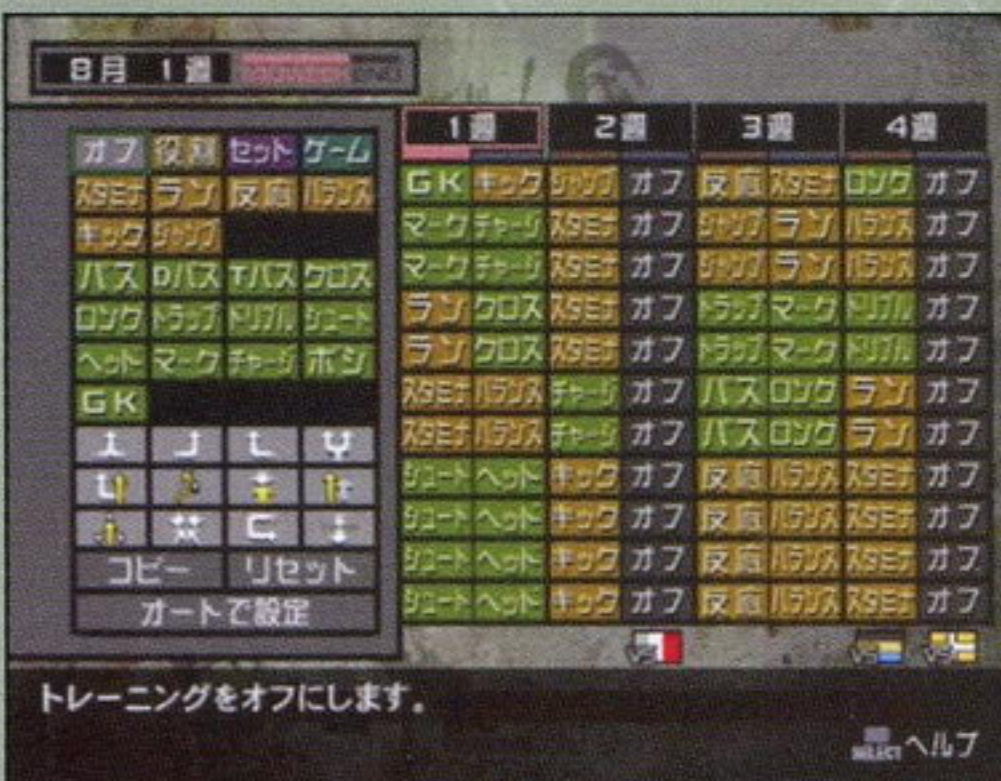 8月 1週
1週 2週 3週 4週
オフ 役割 セット ゲーム
スタミナ ラン 反応 バランス
キック ジャンプ
パス Dパス Tパス クロス
ロング トラップ ドリブル シュート
ヘッド マーク チャージ ポジ
GK
コピー リセット
オートで設定
GK キック ジャンプ オフ 反応 スタミナ ロング オフ
マーク チャージ スタミナ オフ ジャンプ ラン バランス オフ
マーク チャージ スタミナ オフ ジャンプ ラン バランス オフ
ラン クロス スタミナ オフ トラップ マーク ドリブル オフ
ラン クロス スタミナ オフ トラップ マーク ドリブル オフ
スタミナ バランス チャージ オフ パス ロング ラン オフ
スタミナ バランス チャージ オフ パス ロング ラン オフ
シュート ヘッド キック オフ 反応 バランス スタミナ オフ
シュート ヘッド キック オフ 反応 バランス スタミナ オフ
シュート ヘッド キック オフ 反応 バランス スタミナ オフ
シュート ヘッド キック オフ 反応 バランス スタミナ オフ
トレーニングをオフにします。
SELECT ヘルプ